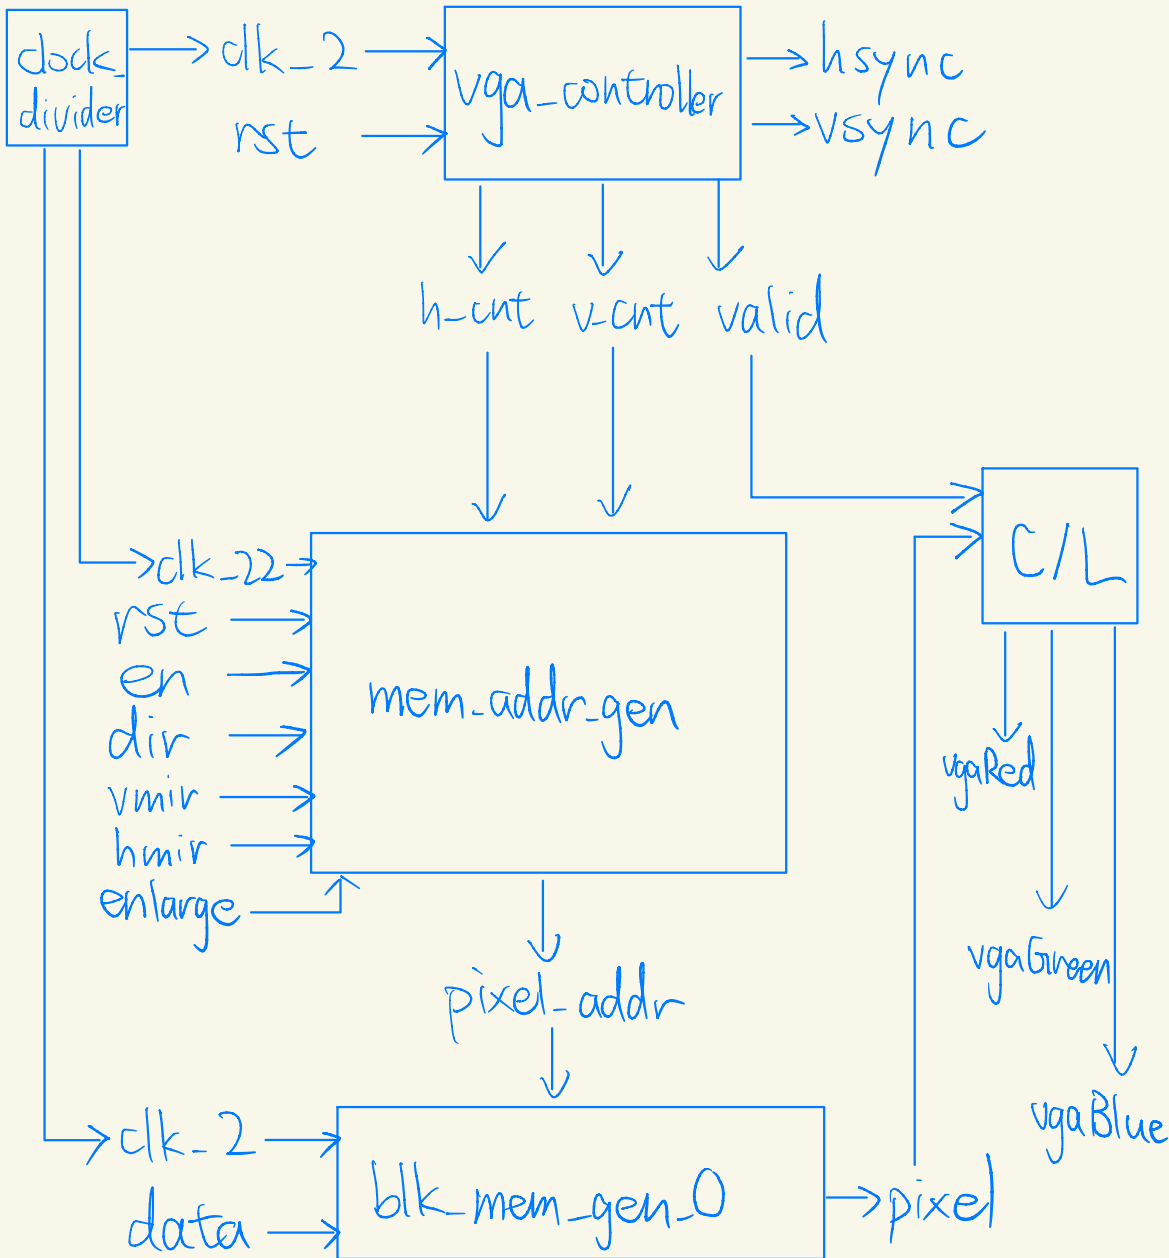 clock_
divider
clk_2
rst
vga_controller
hsync
vsync
h_cnt
v_cnt
valid
C/L
clk_22
rst
en
dir
vmir
hmir
enlarge
mem_addr_gen
vgaRed
vgaGreen
vgaBlue
pixel_addr
clk_2
data
blk_mem_gen_0
pixel